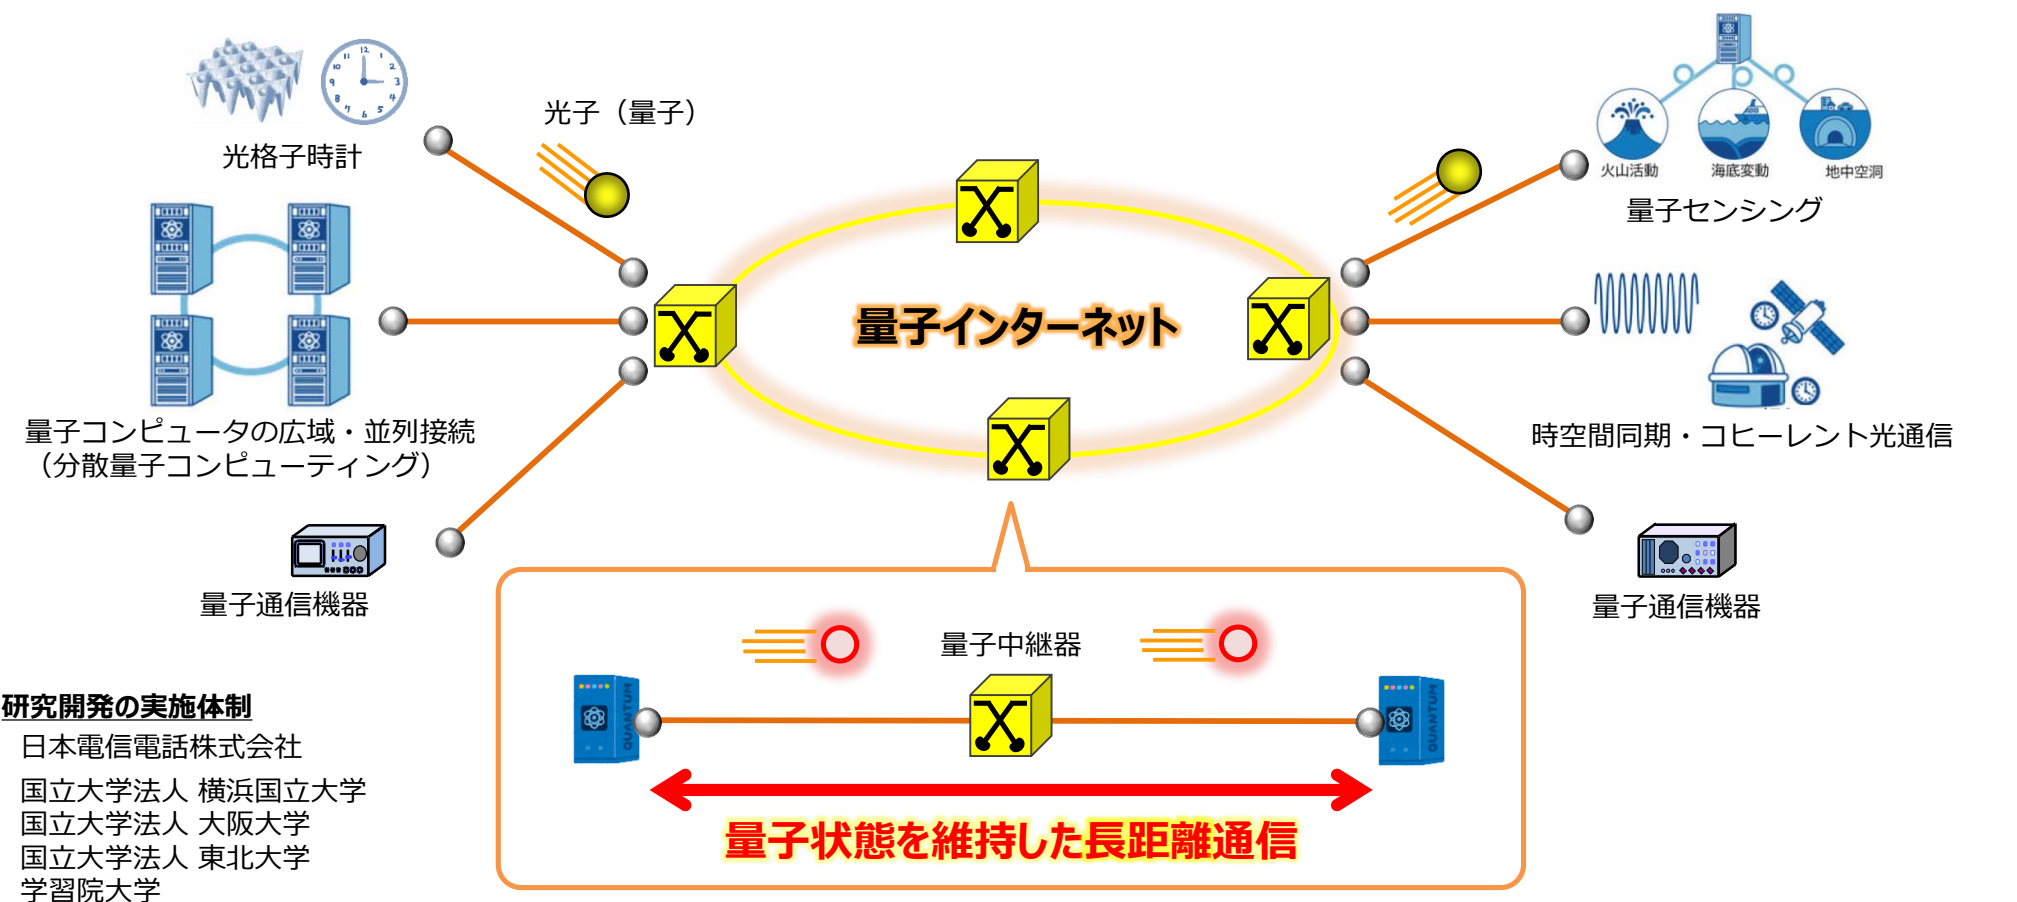 光格子時計
光子（量子）
火山活動
海底変動
地中空洞
量子センシング
量子インターネット
量子コンピュータの広域・並列接続
（分散量子コンピューティング）
時空間同期・コヒーレント光通信
量子通信機器
量子通信機器
量子中継器
QUANTUM
QUANTUM
量子状態を維持した長距離通信
研究開発の実施体制
日本電信電話株式会社
国立大学法人 横浜国立大学
国立大学法人 大阪大学
国立大学法人 東北大学
学習院大学